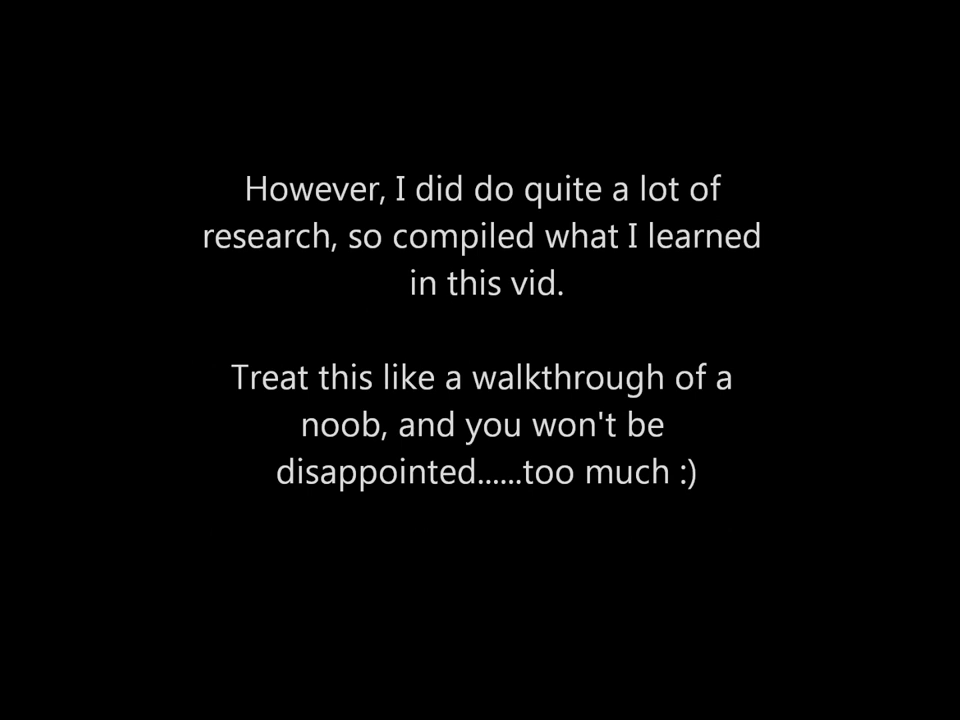 However, I did do quite a lot of
research, so compiled what I learned
in this vid.
Treat this like a walkthrough of a
noob, and you won't be
disappointed......too much :)